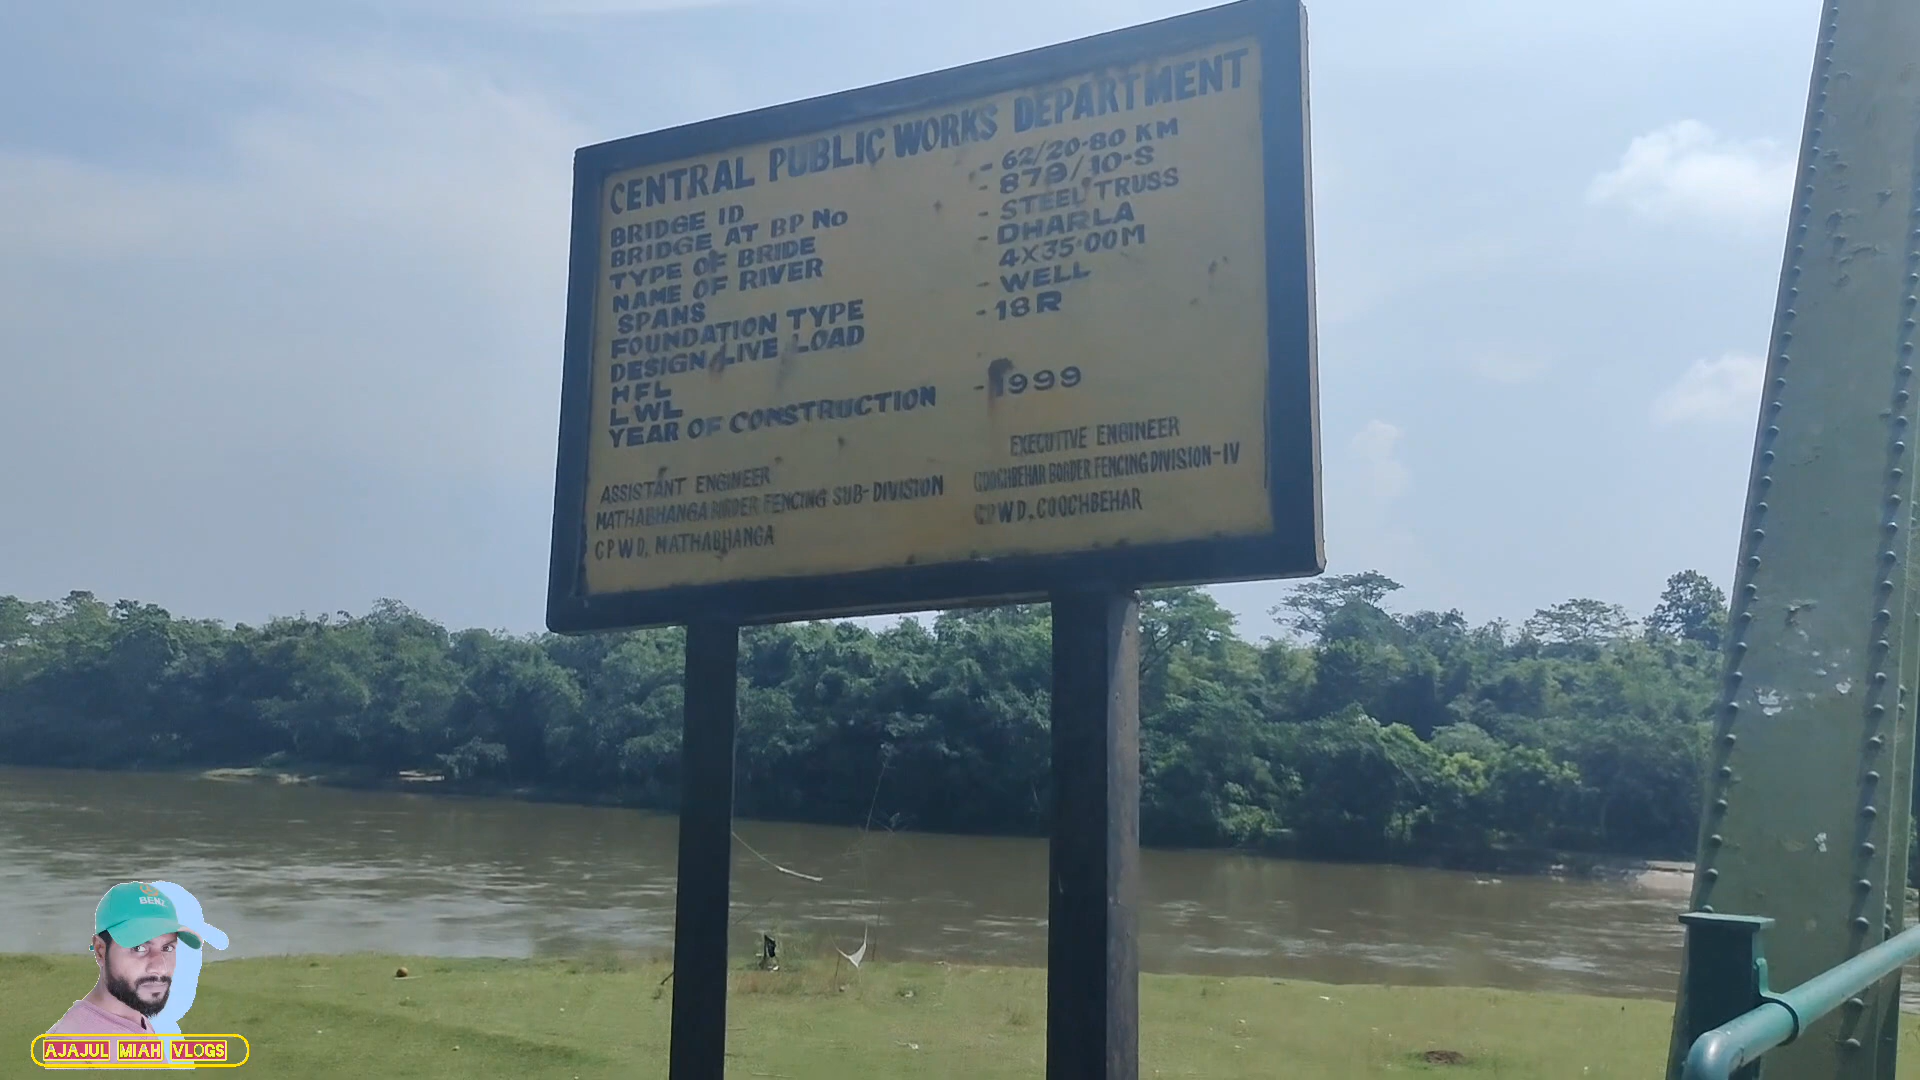 CENTRAL PUBLIC WORKS DEPARTMENT
BRIDGE ID - 62/20-80 KM
BRIDGE AT BP No - 879/10-S
TYPE OF BRIDE - STEEL TRUSS
NAME OF RIVER - DHARLA
SPANS 4X35·00M
FOUNDATION TYPE - WELL
DESIGN LIVE LOAD - 18R
HFL
LWL
YEAR OF CONSTRUCTION - 1999
ASSISTANT ENGINEER
MATHABHANGA BORDER FENCING SUB-DIVISION
CPWD, MATHABHANGA
EXECUTIVE ENGINEER
COOCHBEHAR BORDER FENCING DIVISION-IV
CPWD, COOCHBEHAR
AJAJUL MIAH VLOGS